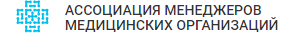 АССОЦИАЦИЯ МЕНЕДЖЕРОВ
МЕДИЦИНСКИХ ОРГАНИЗАЦИЙ